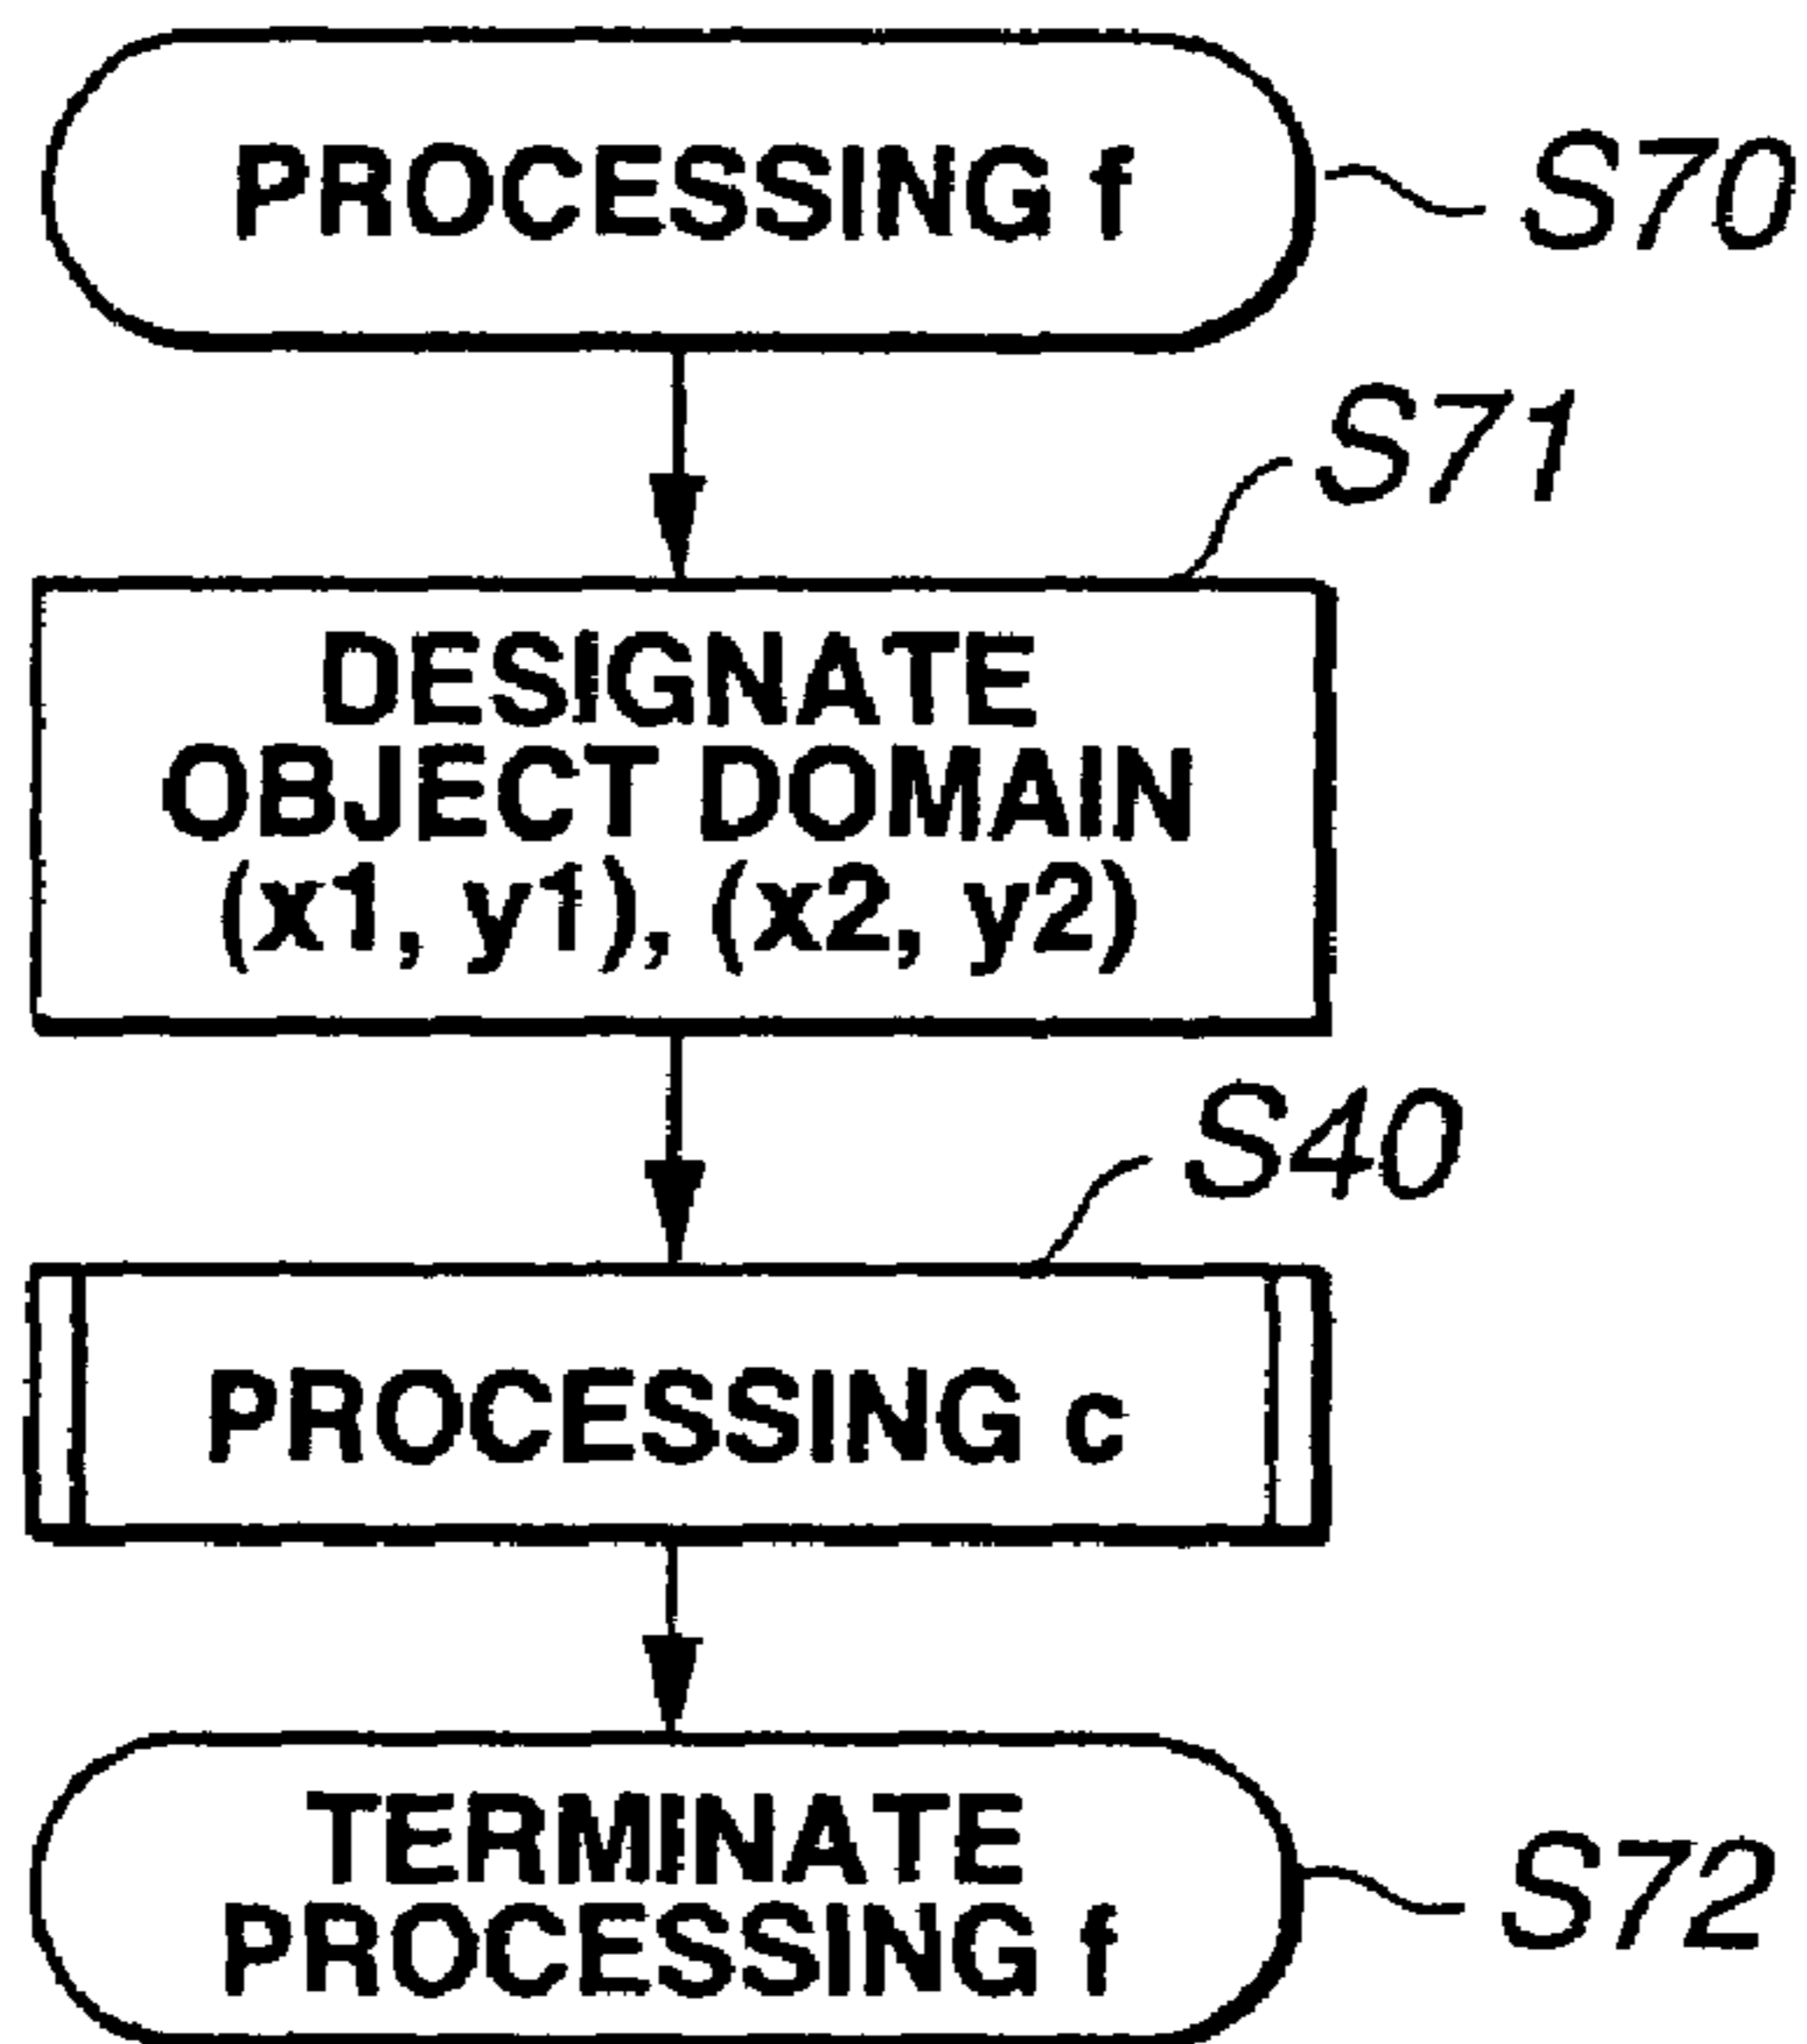 PROCESSING f
S70
S71
DESIGNATE
OBJECT DOMAIN
(x1, y1), (x2, y2)
S40
PROCESSING c
TERMINATE
PROCESSING f
S72